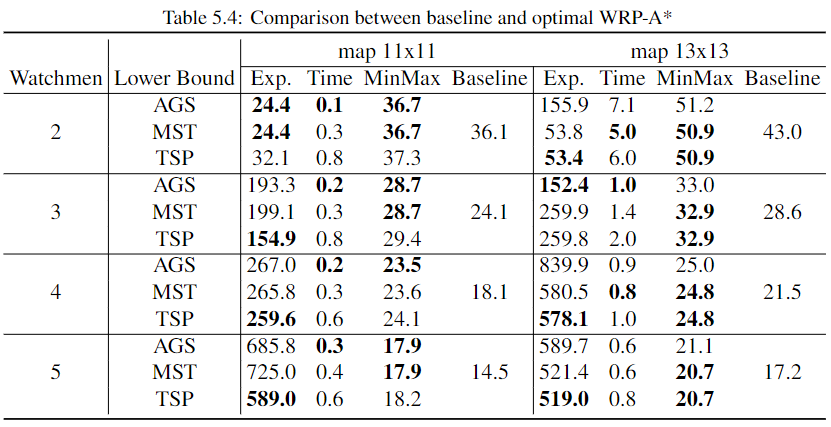 Table 5.4: Comparison between baseline and optimal WRP-A*
map 11x11 map 13x13
Watchmen Lower Bound Exp. Time MinMax Baseline Exp. Time MinMax Baseline
AGS 24.4 0.1 36.7 155.9 7.1 51.2
2 MST 24.4 0.3 36.7 36.1 53.8 5.0 50.9 43.0
TSP 32.1 0.8 37.3 53.4 6.0 50.9
AGS 193.3 0.2 28.7 152.4 1.0 33.0
3 MST 199.1 0.3 28.7 24.1 259.9 1.4 32.9 28.6
TSP 154.9 0.8 29.4 259.8 2.0 32.9
AGS 267.0 0.2 23.5 839.9 0.9 25.0
4 MST 265.8 0.3 23.6 18.1 580.5 0.8 24.8 21.5
TSP 259.6 0.6 24.1 578.1 1.0 24.8
AGS 685.8 0.3 17.9 589.7 0.6 21.1
5 MST 725.0 0.4 17.9 14.5 521.4 0.6 20.7 17.2
TSP 589.0 0.6 18.2 519.0 0.8 20.7